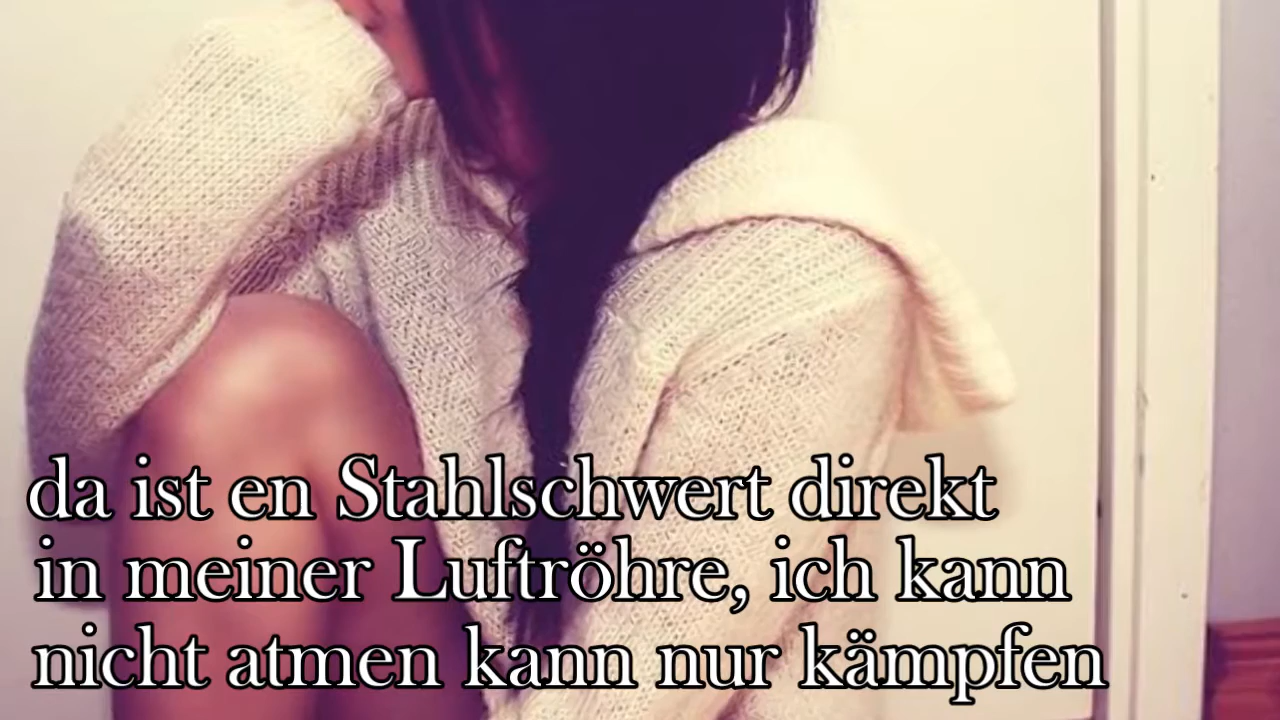 da ist en Stahlschwert direkt
in meiner Luftröhre, ich kann
nicht atmen kann nur kämpfen